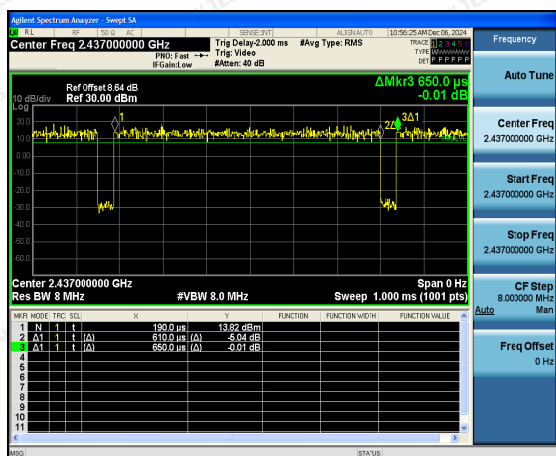 Agilent Spectrum Analyzer - Swept SA
RL RF 50 Ω AC SENSE:INT ALIGN AUTO 10:56:25 AM Dec 06, 2024
Center Freq 2.437000000 GHz Trig Delay-2.000 ms #Avg Type: RMS TRACE 1 2 3 4 5 6
PNO: Fast Trig: Video TYPE
IFGain:Low #Atten: 40 dB DET P P P P P P
Ref Offset 8.64 dB ΔMkr3 650.0 µs
10 dB/div Ref 30.00 dBm -0.01 dB
Log
20.0
10.0
0.00
-10.0
-20.0
-30.0
-40.0
-50.0
-60.0
1
2Δ1
3Δ1
Center 2.437000000 GHz Span 0 Hz
Res BW 8 MHz #VBW 8.0 MHz Sweep 1.000 ms (1001 pts)
MKR MODE TRC SCL X Y FUNCTION FUNCTION WIDTH FUNCTION VALUE
1 N 1 t 190.0 µs 13.82 dBm
2 Δ1 1 t (Δ) 610.0 µs (Δ) -5.04 dB
3 Δ1 1 t (Δ) 650.0 µs (Δ) -0.01 dB
4
5
6
7
8
9
10
11
MSG STATUS
Frequency
Auto Tune
Center Freq
2.437000000 GHz
Start Freq
2.437000000 GHz
Stop Freq
2.437000000 GHz
CF Step
8.000000 MHz
Auto Man
Freq Offset
0 Hz